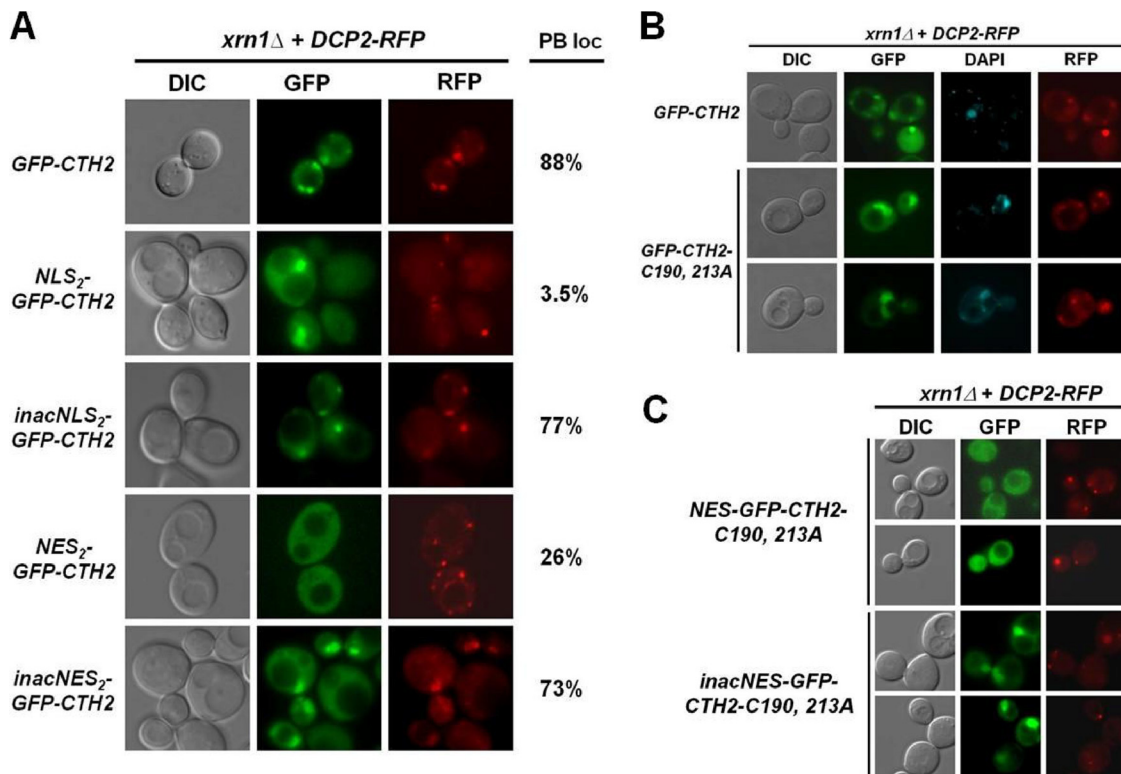 A
xrn1Δ + DCP2-RFP
PB loc
DIC GFP RFP
GFP-CTH2
88%
NLS2-
GFP-CTH2
3.5%
inacNLS2-
GFP-CTH2
77%
NES2-
GFP-CTH2
26%
inacNES2-
GFP-CTH2
73%
B
xrn1Δ + DCP2-RFP
DIC GFP DAPI RFP
GFP-CTH2
GFP-CTH2-
C190, 213A
C
xrn1Δ + DCP2-RFP
DIC GFP RFP
NES-GFP-CTH2-
C190, 213A
inacNES-GFP-
CTH2-C190, 213A